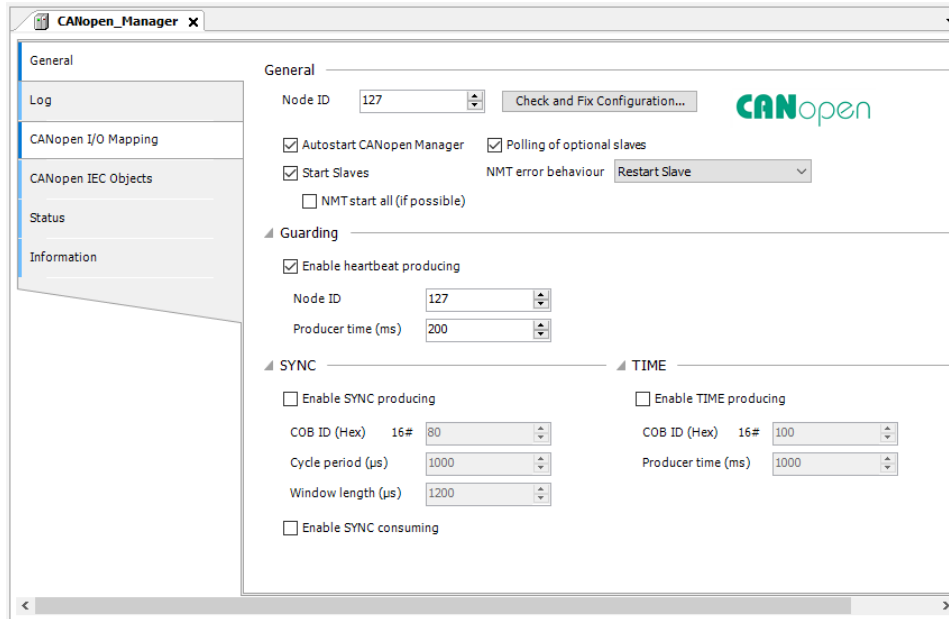 CANopen_Manager
General
Log
CANopen I/O Mapping
CANopen IEC Objects
Status
Information
General
Node ID 127 Check and Fix Configuration... CANopen
Autostart CANopen Manager Polling of optional slaves
Start Slaves NMT error behaviour Restart Slave
NMT start all (if possible)
Guarding
Enable heartbeat producing
Node ID 127
Producer time (ms) 200
SYNC TIME
Enable SYNC producing Enable TIME producing
COB ID (Hex) 16# 80 COB ID (Hex) 16# 100
Cycle period (µs) 1000 Producer time (ms) 1000
Window length (µs) 1200
Enable SYNC consuming